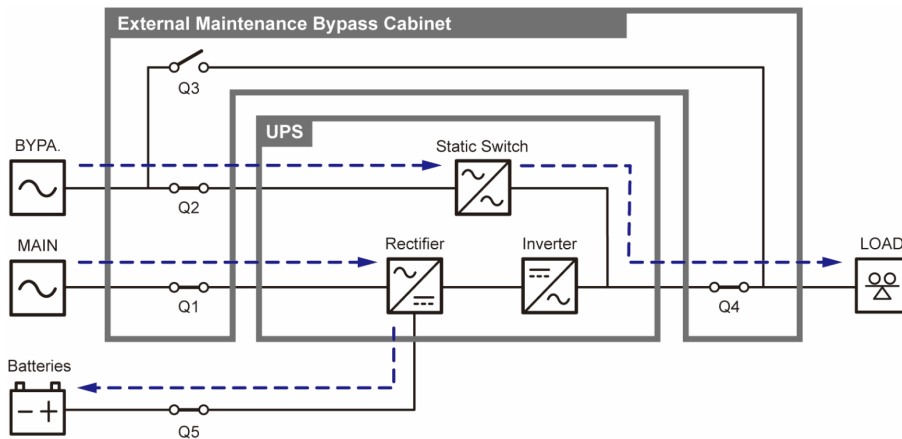 External Maintenance Bypass Cabinet
Q3
UPS
BYPA.
Static Switch
Q2
MAIN
Rectifier
Inverter
LOAD
Q1
Q4
Batteries
Q5